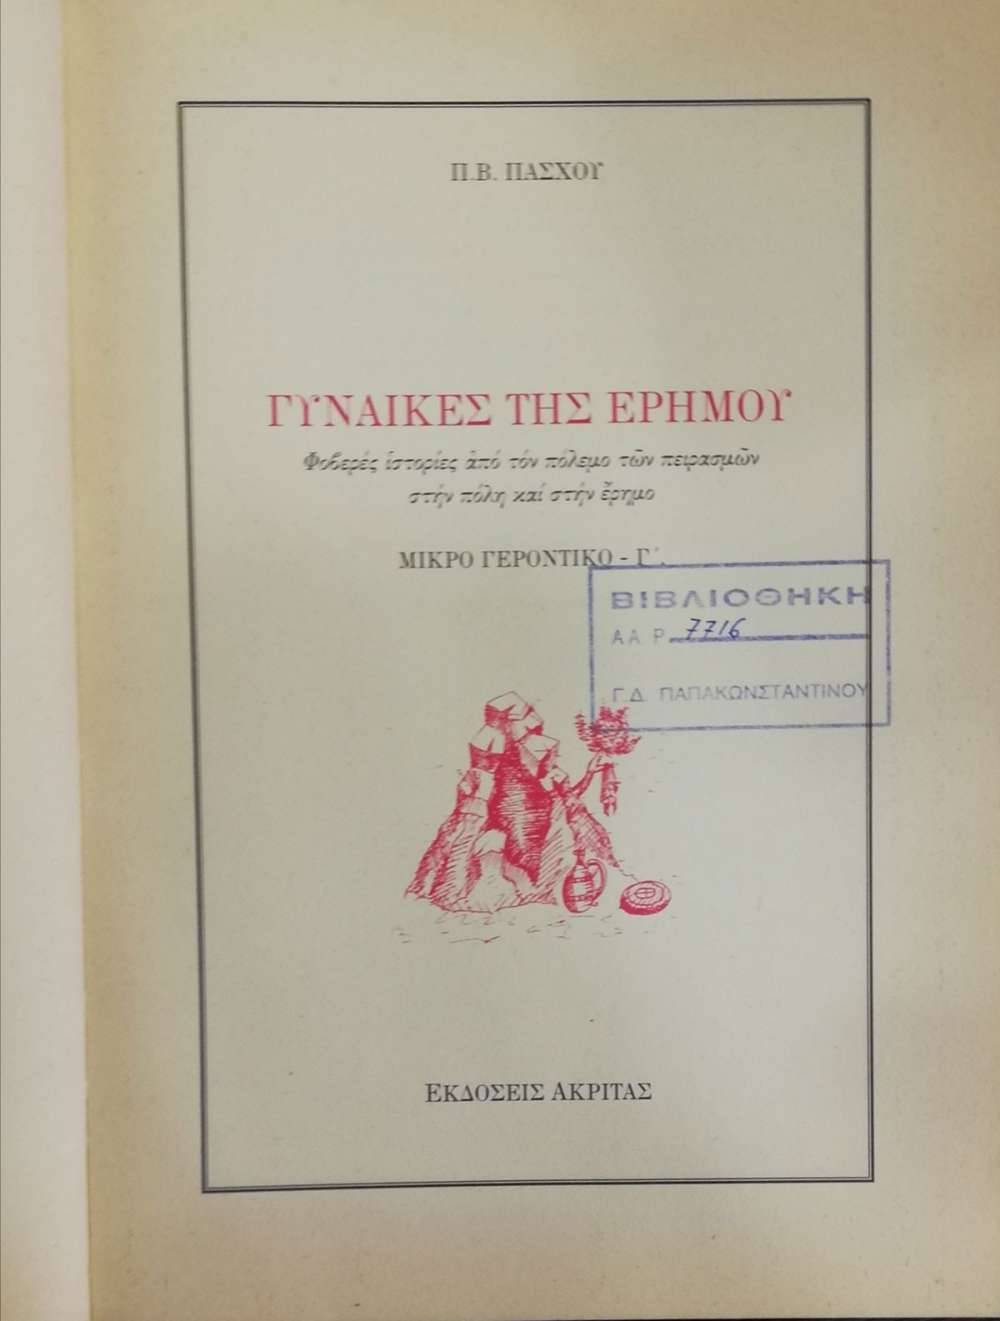 Π.Β. ΠΑΣΧΟΥ
ΓΥΝΑΙΚΕΣ ΤΗΣ ΕΡΗΜΟΥ
Φοβερές ἱστορίες ἀπό τόν πόλεμο τῶν πειρασμῶν
στήν πόλη καί στήν ἔρημο
ΜΙΚΡΟ ΓΕΡΟΝΤΙΚΟ - Γ΄.
ΒΙΒΛΙΟΘΗΚΗ
ΑΑ Ρ 7716
Γ.Δ. ΠΑΠΑΚΩΝΣΤΑΝΤΙΝΟΥ
ΕΚΔΟΣΕΙΣ ΑΚΡΙΤΑΣ